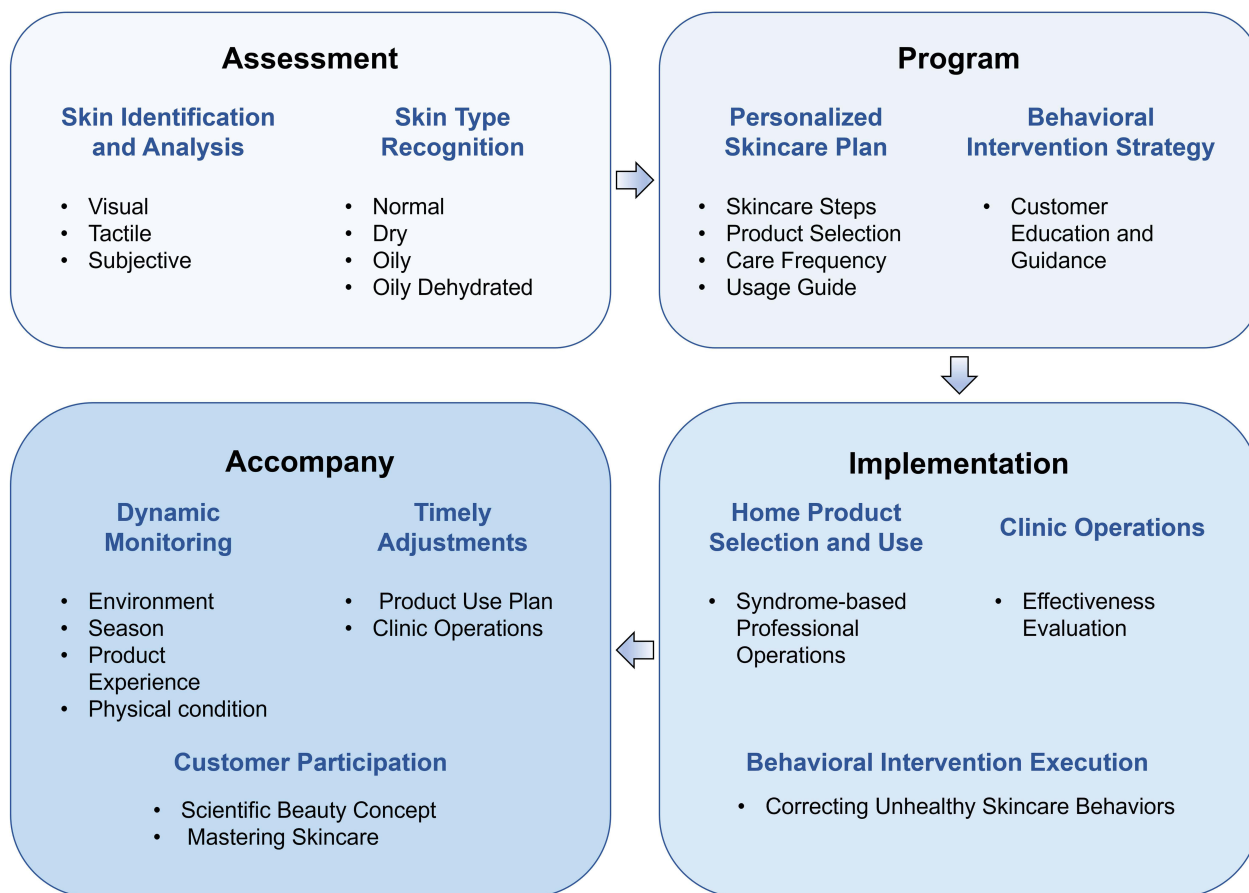 Assessment
Skin Identification
and Analysis
• Visual
• Tactile
• Subjective
Skin Type
Recognition
• Normal
• Dry
• Oily
• Oily Dehydrated
Program
Personalized
Skincare Plan
• Skincare Steps
• Product Selection
• Care Frequency
• Usage Guide
Behavioral
Intervention Strategy
• Customer
Education and
Guidance
Implementation
Home Product
Selection and Use
• Syndrome-based
Professional
Operations
Clinic Operations
• Effectiveness
Evaluation
Behavioral Intervention Execution
• Correcting Unhealthy Skincare Behaviors
Accompany
Dynamic
Monitoring
• Environment
• Season
• Product
Experience
• Physical condition
Timely
Adjustments
• Product Use Plan
• Clinic Operations
Customer Participation
• Scientific Beauty Concept
• Mastering Skincare